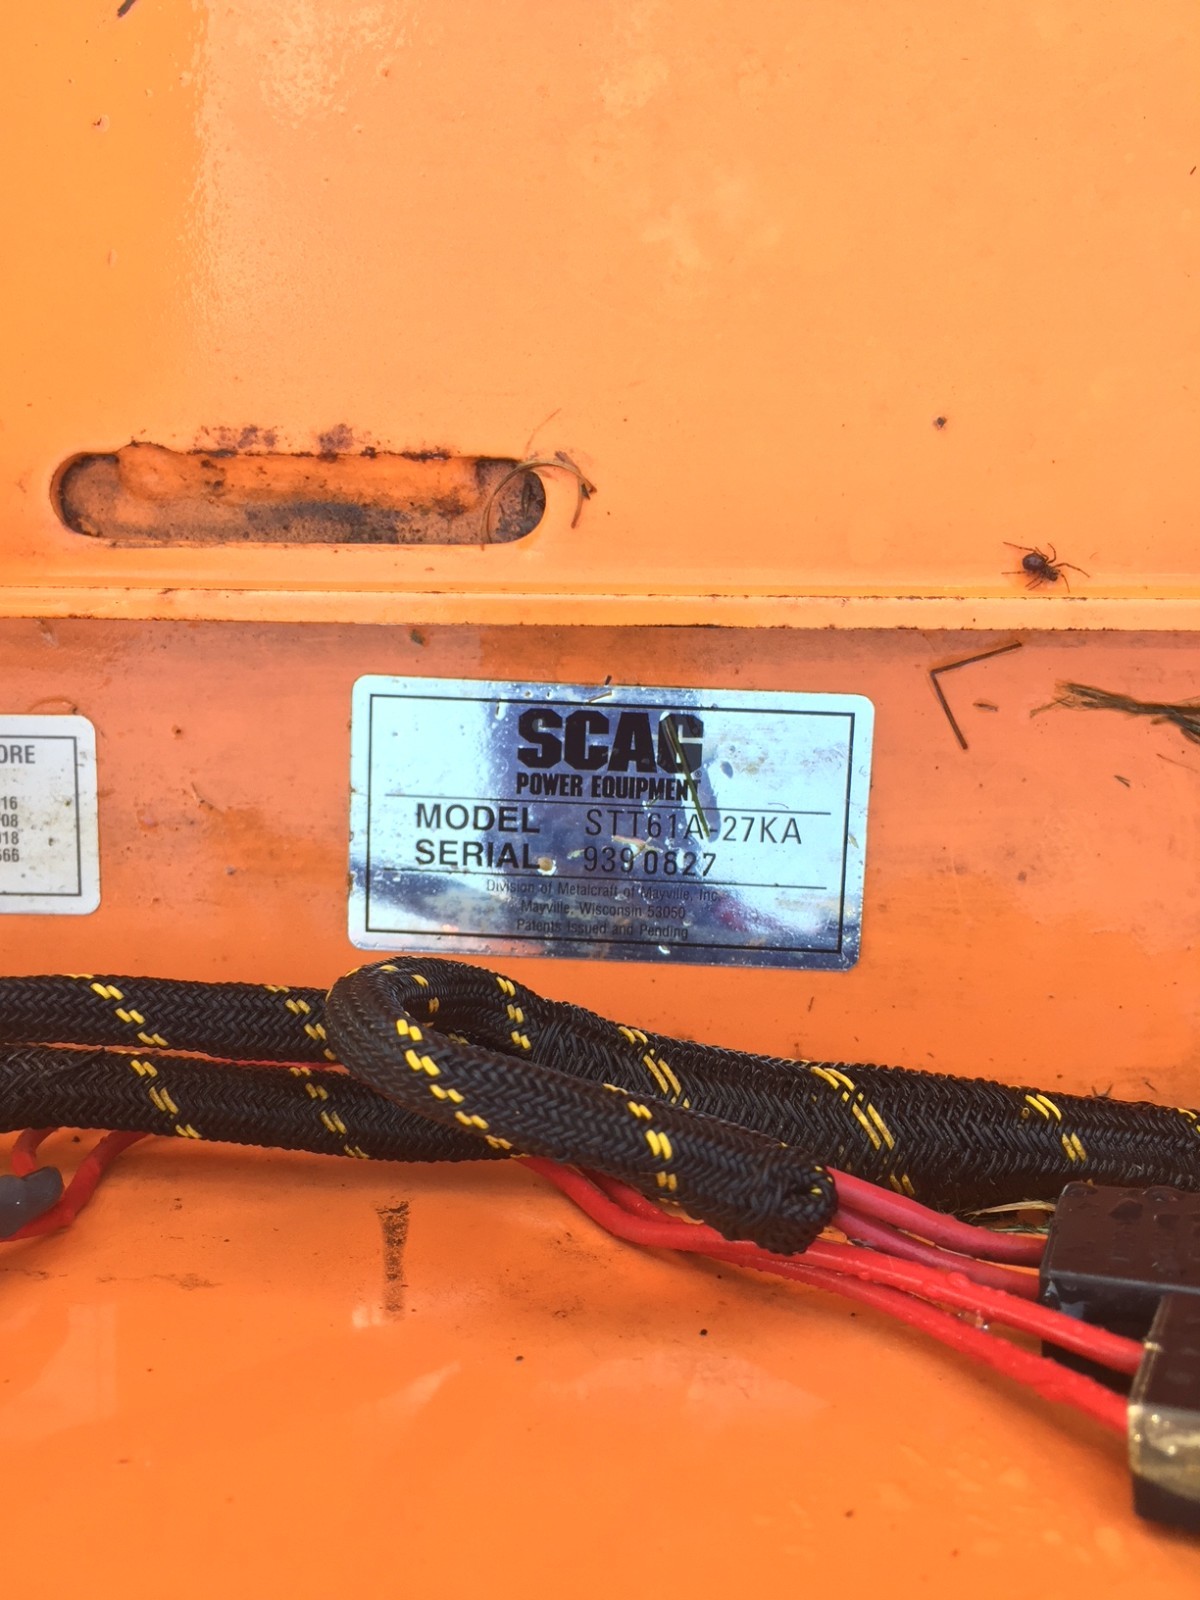 ORE
16
08
018
566
SCAG
POWER EQUIPMENT
MODEL STT61A-27KA
SERIAL 9390827
Division of Metalcraft of Mayville, Inc.
Mayville, Wisconsin 53050
Patents Issued and Pending